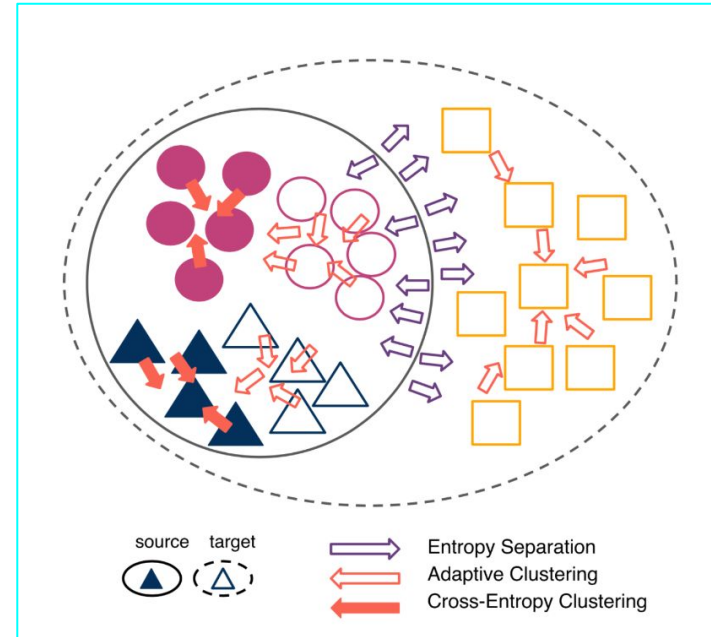 source target
Entropy Separation
Adaptive Clustering
Cross-Entropy Clustering